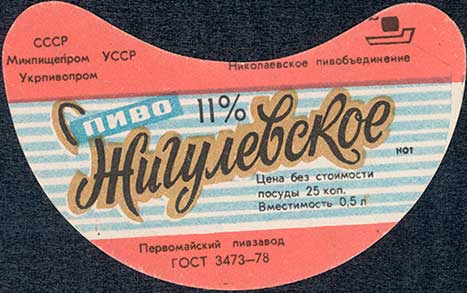 СССР
Минпищепром УССР
Укрпивопром
Николаевское пивобъединение
ПИВО 11%
Жигулевское
НОТ
Цена без стоимости
посуды 25 коп.
Вместимость 0,5 л
Первомайский пивзавод
ГОСТ 3473–78